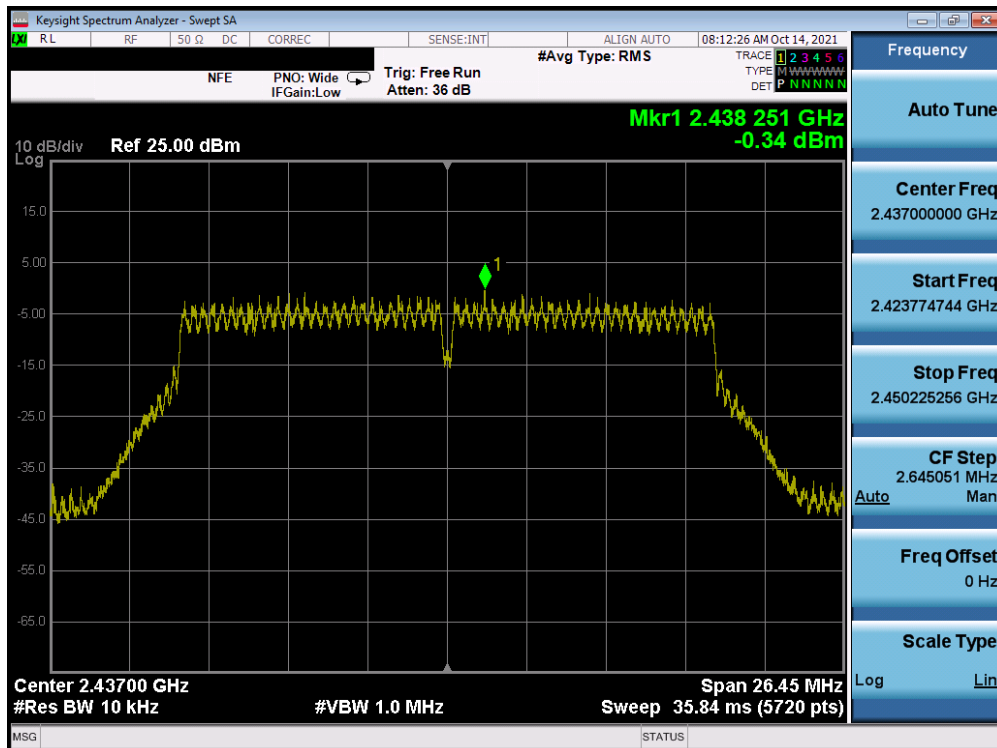 Keysight Spectrum Analyzer - Swept SA
LXI RL RF 50 Ω DC CORREC SENSE:INT ALIGN AUTO 08:12:26 AM Oct 14, 2021
NFE PNO: Wide Trig: Free Run #Avg Type: RMS TRACE 1 2 3 4 5 6
IFGain:Low Atten: 36 dB TYPE M W W W W W
DET P N N N N N
Mkr1 2.438 251 GHz
-0.34 dBm
10 dB/div Ref 25.00 dBm
Log
15.0
5.00
1
-5.00
-15.0
-25.0
-35.0
-45.0
-55.0
-65.0
Center 2.43700 GHz Span 26.45 MHz
#Res BW 10 kHz #VBW 1.0 MHz Sweep 35.84 ms (5720 pts)
MSG STATUS
Frequency
Auto Tune
Center Freq
2.437000000 GHz
Start Freq
2.423774744 GHz
Stop Freq
2.450225256 GHz
CF Step
2.645051 MHz
Auto Man
Freq Offset
0 Hz
Scale Type
Log Lin